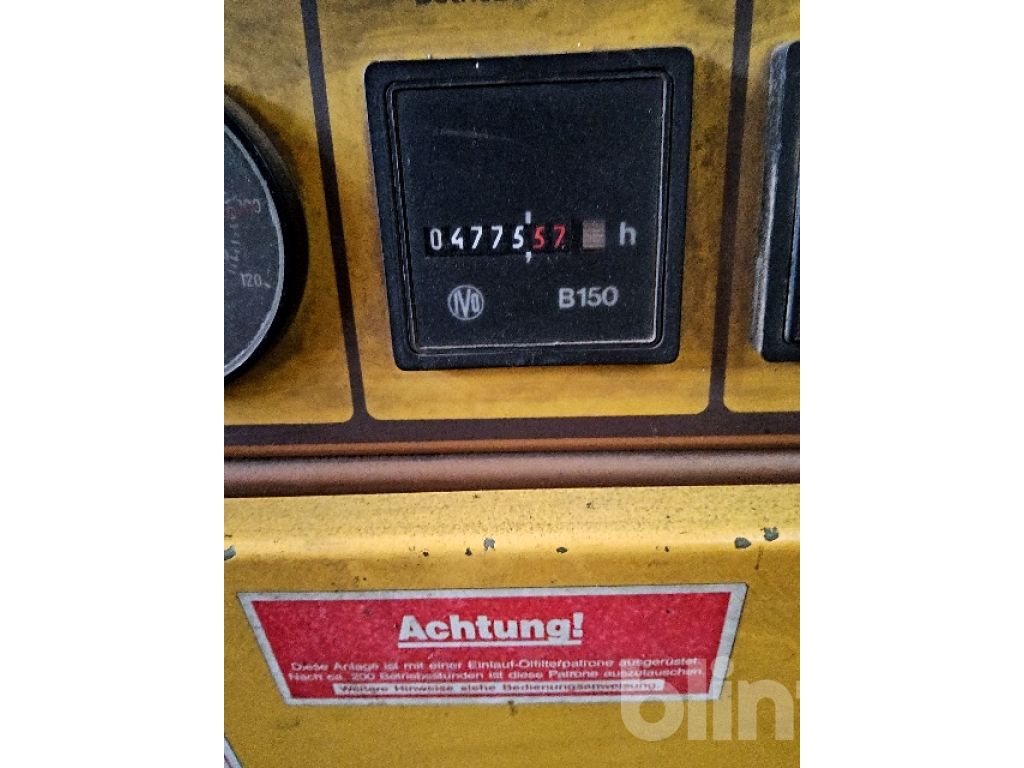 0477557 h
IVO B150
120
Achtung!
Diese Anlage ist mit einer Einlauf-Ölfilterpatrone ausgerüstet.
Nach ca. 200 Betriebsstunden ist diese Patrone auszutauschen.
Weitere Hinweise siehe Bedienungsanweisung.